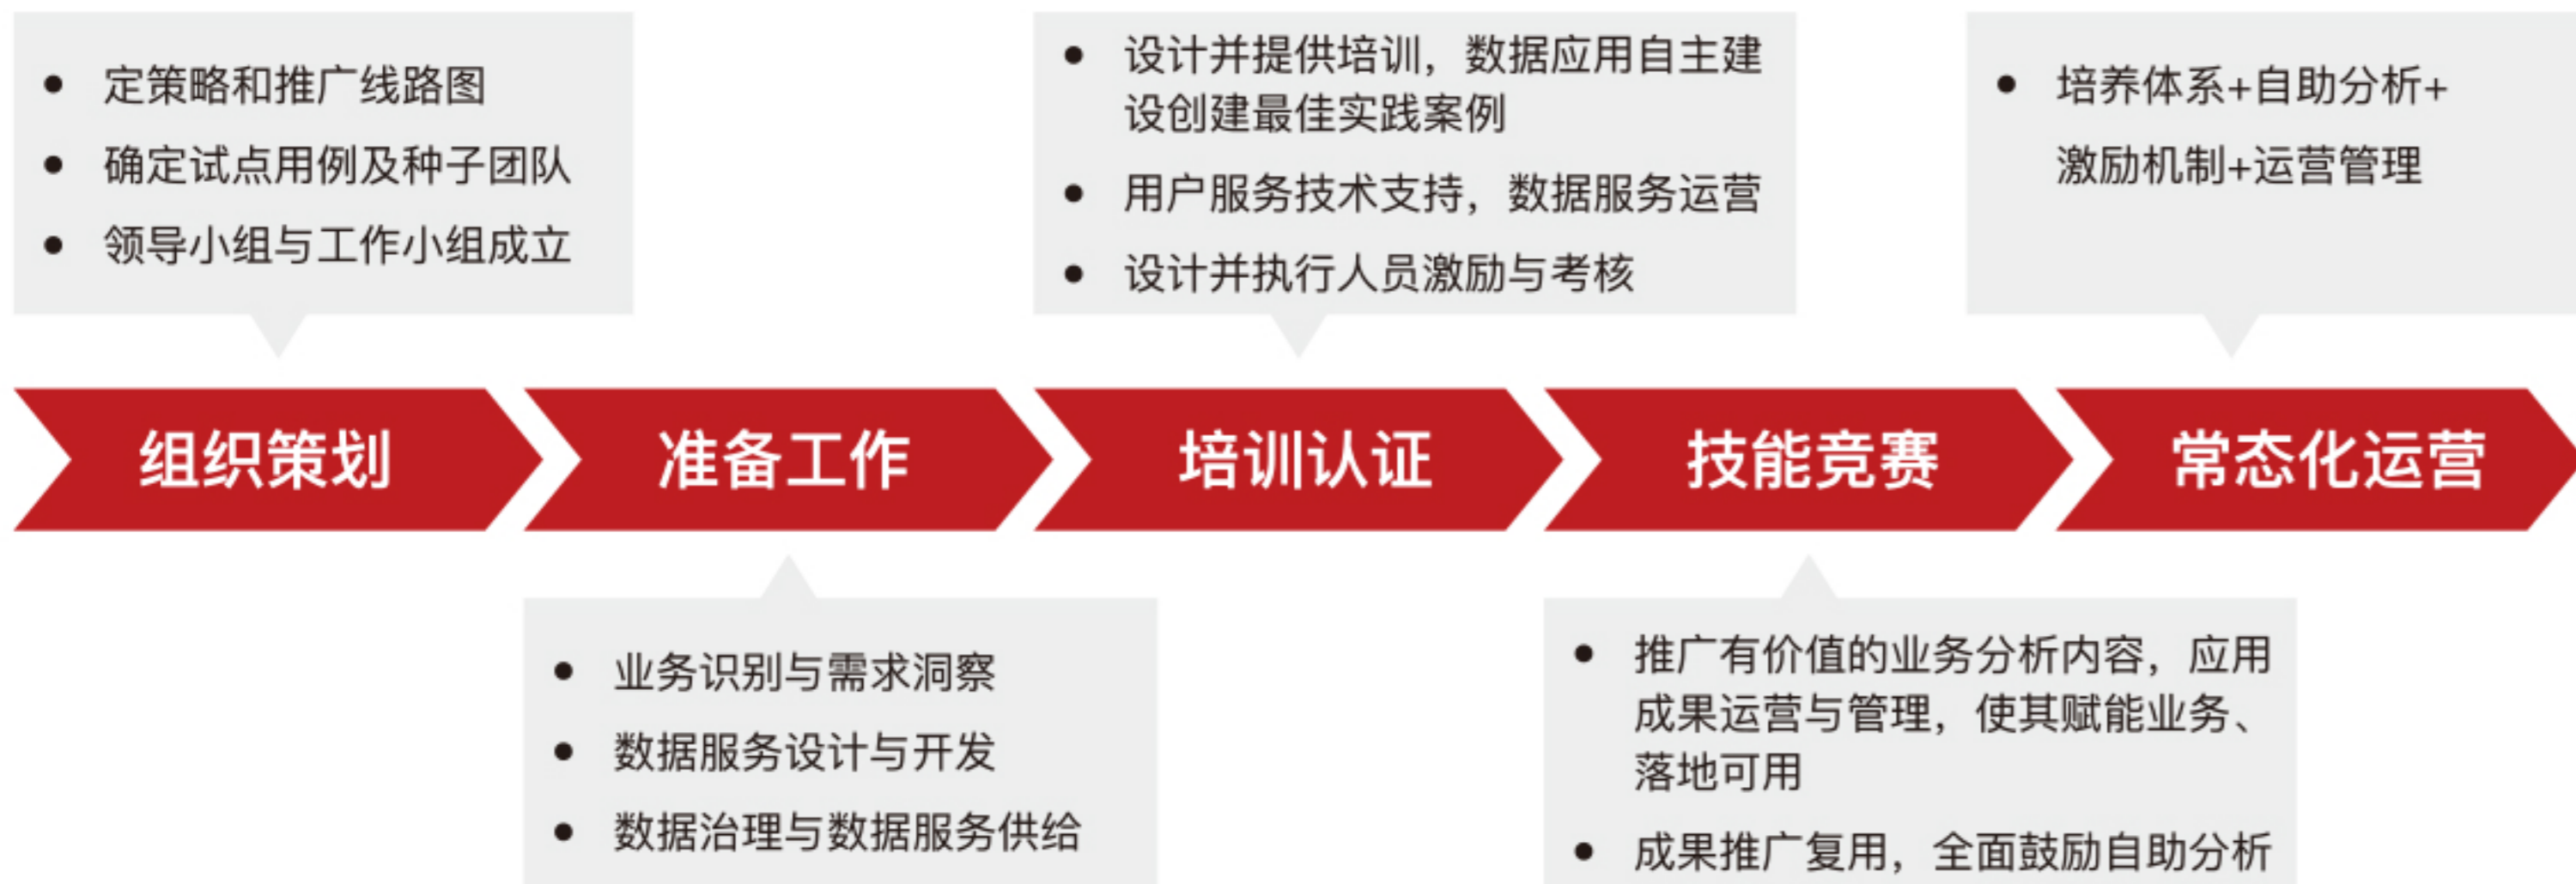 定策略和推广线路图
确定试点用例及种子团队
领导小组与工作小组成立
设计并提供培训，数据应用自主建
设创建最佳实践案例
用户服务技术支持，数据服务运营
设计并执行人员激励与考核
培养体系+自助分析+
激励机制+运营管理
组织策划
准备工作
培训认证
技能竞赛
常态化运营
业务识别与需求洞察
数据服务设计与开发
数据治理与数据服务供给
推广有价值的业务分析内容，应用
成果运营与管理，使其赋能业务、
落地可用
成果推广复用，全面鼓励自助分析